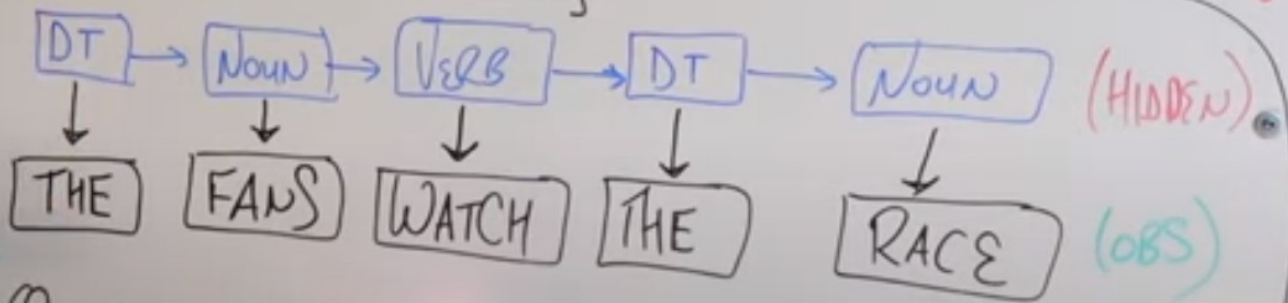 DT NOUN VERB DT NOUN (HIDDEN)
THE FANS WATCH THE RACE (OBS)